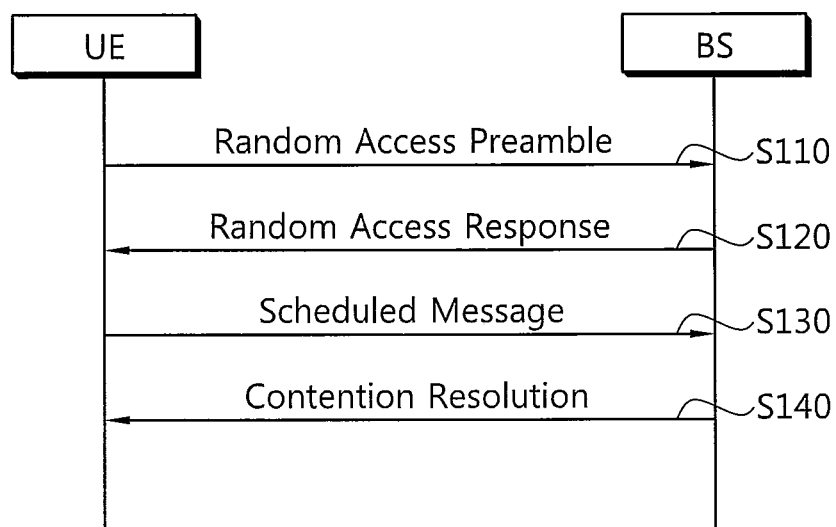 UE
BS
Random Access Preamble
S110
Random Access Response
S120
Scheduled Message
S130
Contention Resolution
S140